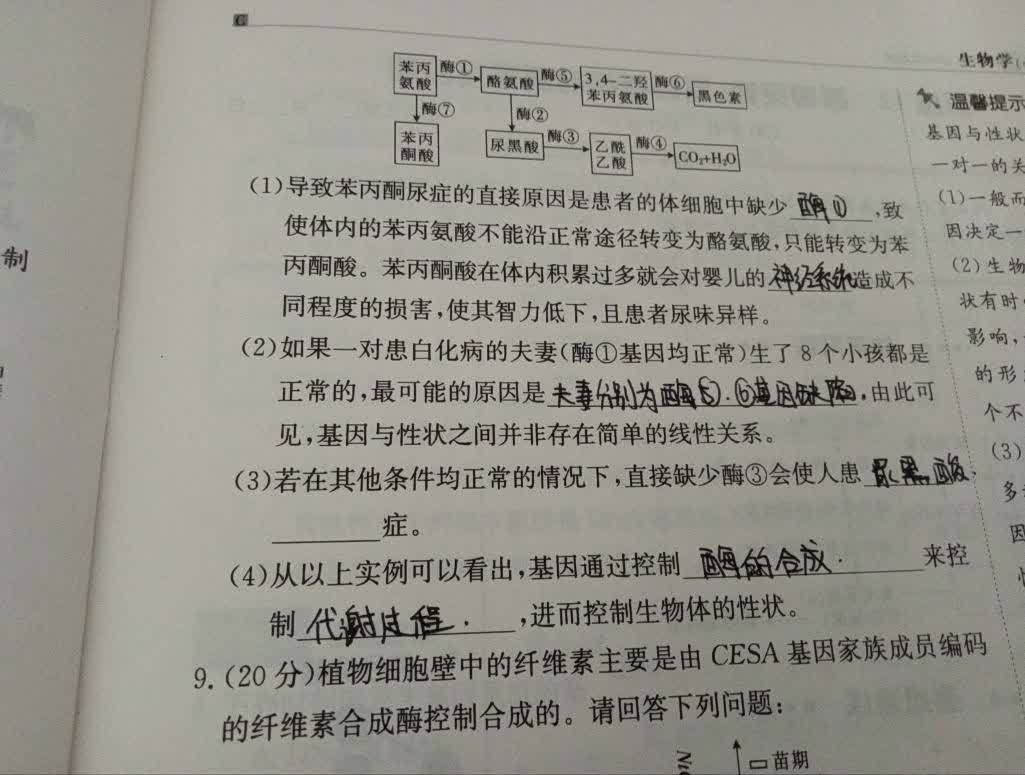 C
生物学(
苯丙氨酸 酶① 酪氨酸 酶⑤ 3,4-二羟苯丙氨酸 酶⑥ 黑色素
酶⑦ 酶②
苯丙酮酸 尿黑酸 酶③ 乙酰乙酸 酶④ CO₂+H₂O
(1)导致苯丙酮尿症的直接原因是患者的体细胞中缺少 酶① ,致
使体内的苯丙氨酸不能沿正常途径转变为酪氨酸,只能转变为苯
丙酮酸。苯丙酮酸在体内积累过多就会对婴儿的 神经系统 造成不
同程度的损害,使其智力低下,且患者尿味异样。
(2)如果一对患白化病的夫妻(酶①基因均正常)生了8个小孩都是
正常的,最可能的原因是 夫妻分别为酶⑤.⑥基因缺陷 ,由此可
见,基因与性状之间并非存在简单的线性关系。
(3)若在其他条件均正常的情况下,直接缺少酶③会使人患 尿黑酸
症。
(4)从以上实例可以看出,基因通过控制 酶的合成. 来控
制 代谢过程. ,进而控制生物体的性状。
9.(20分)植物细胞壁中的纤维素主要是由CESA基因家族成员编码
的纤维素合成酶控制合成的。请回答下列问题:
苗期
温馨提示
基因与性状
一对一的关
(1)一般而
因决定一
(2)生物
状有时
影响,
的形
个不
(3)
多
因
制